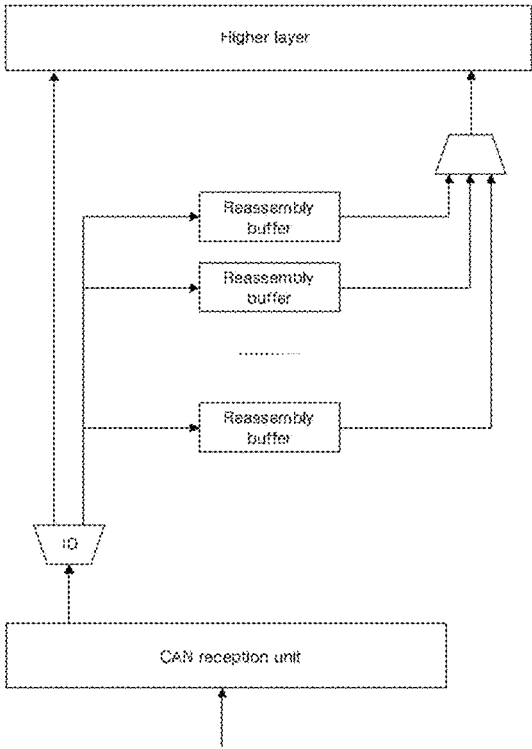 Higher layer
Reassembly
buffer
Reassembly
buffer
............
Reassembly
buffer
ID
CAN reception unit